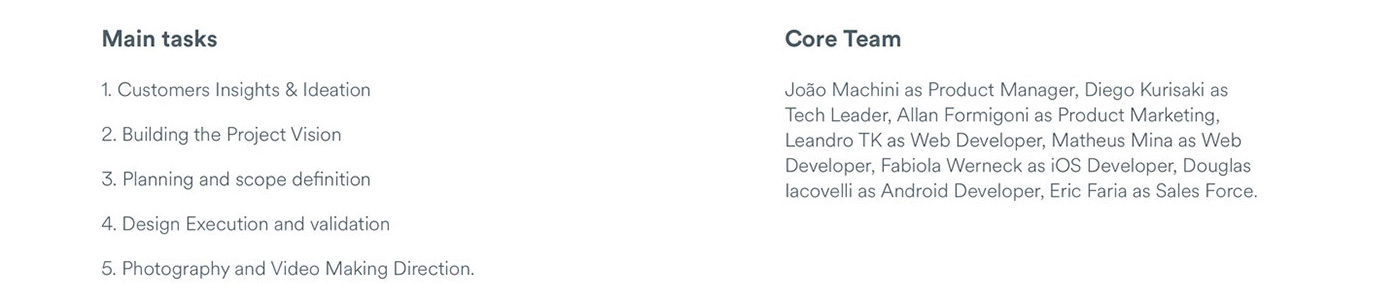 Main tasks
1. Customers Insights & Ideation
2. Building the Project Vision
3. Planning and scope definition
4. Design Execution and validation
5. Photography and Video Making Direction.
Core Team
João Machini as Product Manager, Diego Kurisaki as
Tech Leader, Allan Formigoni as Product Marketing,
Leandro TK as Web Developer, Matheus Mina as Web
Developer, Fabiola Werneck as iOS Developer, Douglas
Iacovelli as Android Developer, Eric Faria as Sales Force.